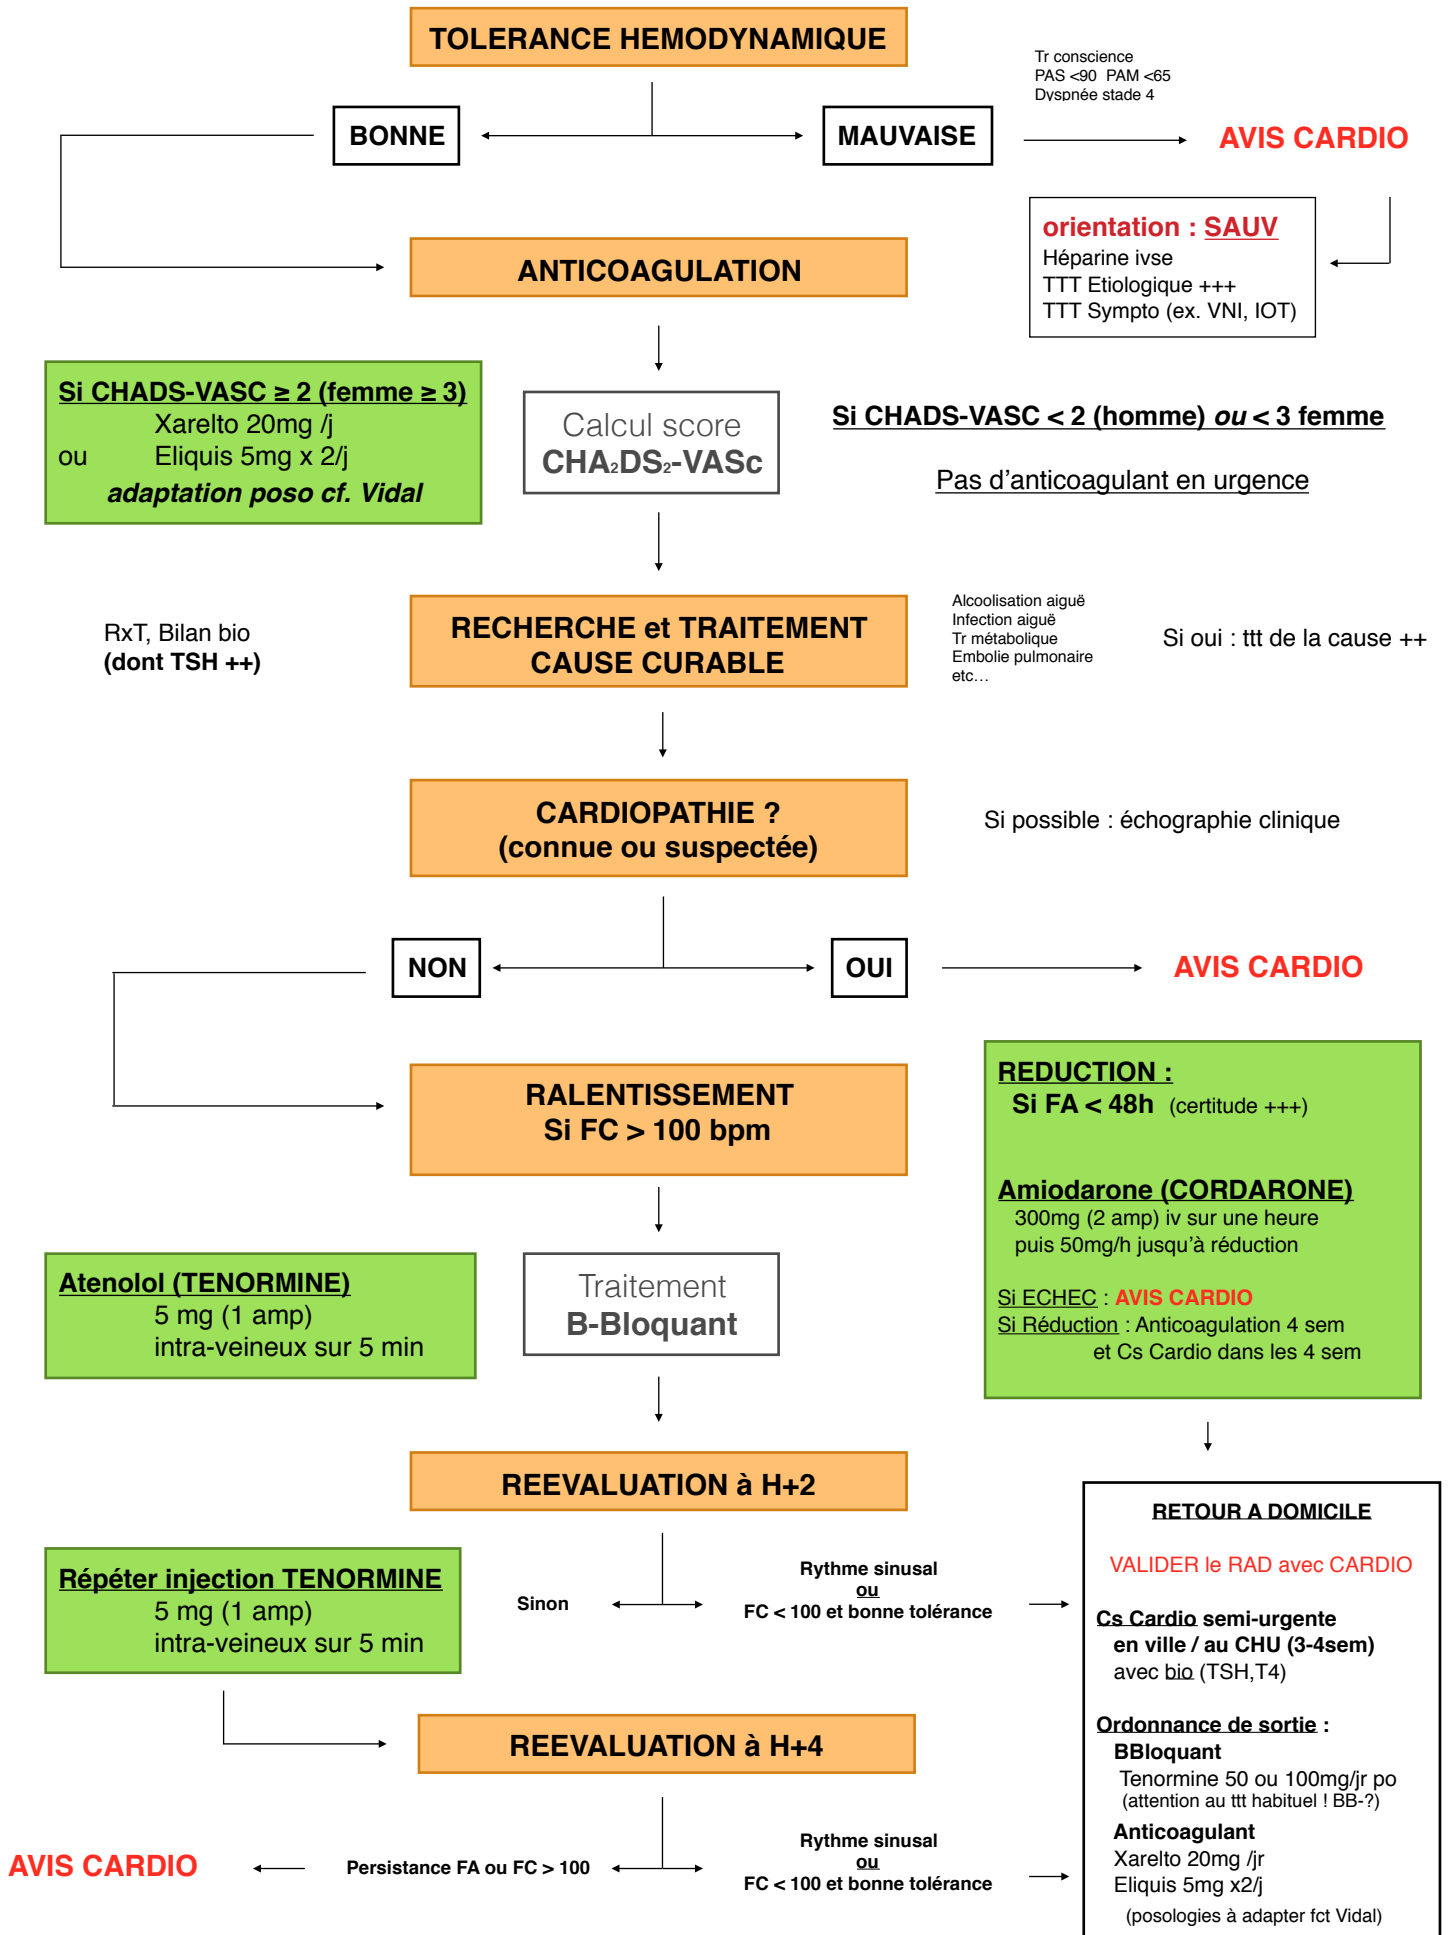 TOLERANCE HEMODYNAMIQUE
Tr conscience
PAS <90 PAM <65
Dyspnée stade 4
BONNE
MAUVAISE
AVIS CARDIO
orientation : SAUV
Héparine ivse
TTT Etiologique +++
TTT Sympto (ex. VNI, IOT)
ANTICOAGULATION
Si CHADS-VASC ≥ 2 (femme ≥ 3)
Xarelto 20mg /j
ou Eliquis 5mg x 2/j
adaptation poso cf. Vidal
Calcul score
CHA₂DS₂-VASc
Si CHADS-VASC < 2 (homme) ou < 3 femme
Pas d’anticoagulant en urgence
RxT, Bilan bio
(dont TSH ++)
RECHERCHE et TRAITEMENT
CAUSE CURABLE
Alcoolisation aiguë
Infection aiguë
Tr métabolique
Embolie pulmonaire
etc…
Si oui : ttt de la cause ++
CARDIOPATHIE ?
(connue ou suspectée)
Si possible : échographie clinique
NON
OUI
AVIS CARDIO
RALENTISSEMENT
Si FC > 100 bpm
REDUCTION :
Si FA < 48h (certitude +++)
Amiodarone (CORDARONE)
300mg (2 amp) iv sur une heure
puis 50mg/h jusqu’à réduction
Si ECHEC : AVIS CARDIO
Si Réduction : Anticoagulation 4 sem
et Cs Cardio dans les 4 sem
Atenolol (TENORMINE)
5 mg (1 amp)
intra-veineux sur 5 min
Traitement
B-Bloquant
REEVALUATION à H+2
Répéter injection TENORMINE
5 mg (1 amp)
intra-veineux sur 5 min
Sinon
Rythme sinusal
ou
FC < 100 et bonne tolérance
REEVALUATION à H+4
AVIS CARDIO
Persistance FA ou FC > 100
Rythme sinusal
ou
FC < 100 et bonne tolérance
RETOUR A DOMICILE
VALIDER le RAD avec CARDIO
Cs Cardio semi-urgente
en ville / au CHU (3-4sem)
avec bio (TSH,T4)
Ordonnance de sortie :
BBloquant
Tenormine 50 ou 100mg/jr po
(attention au ttt habituel ! BB-?)
Anticoagulant
Xarelto 20mg /jr
Eliquis 5mg x2/j
(posologies à adapter fct Vidal)